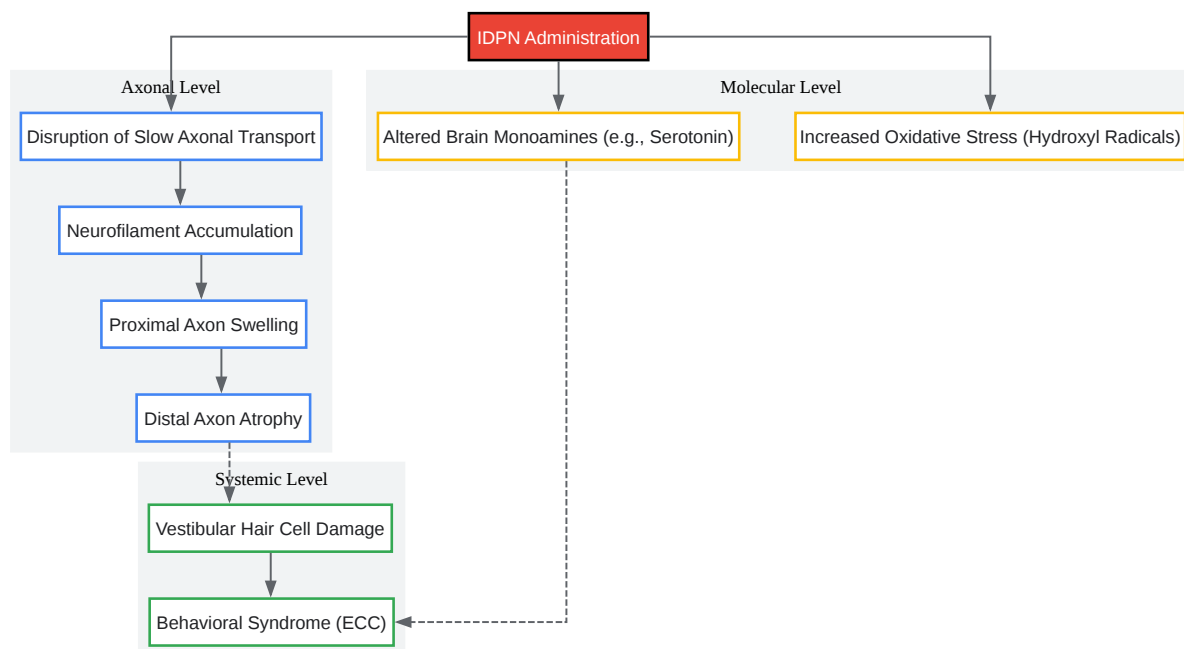 IDPN Administration
Axonal Level
Molecular Level
Disruption of Slow Axonal Transport
Altered Brain Monoamines (e.g., Serotonin)
Increased Oxidative Stress (Hydroxyl Radicals)
Neurofilament Accumulation
Proximal Axon Swelling
Distal Axon Atrophy
Systemic Level
Vestibular Hair Cell Damage
Behavioral Syndrome (ECC)